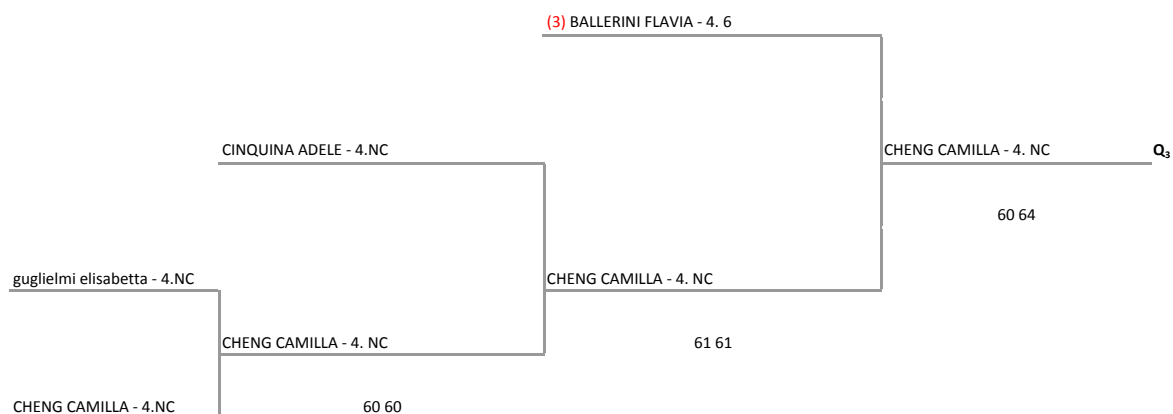 (3) BALLERINI FLAVIA - 4. 6
CINQUINA ADELE - 4.NC
CHENG CAMILLA - 4. NC
Q₃
60 64
guglielmi elisabetta - 4.NC
CHENG CAMILLA - 4. NC
CHENG CAMILLA - 4. NC
61 61
CHENG CAMILLA - 4.NC
60 60